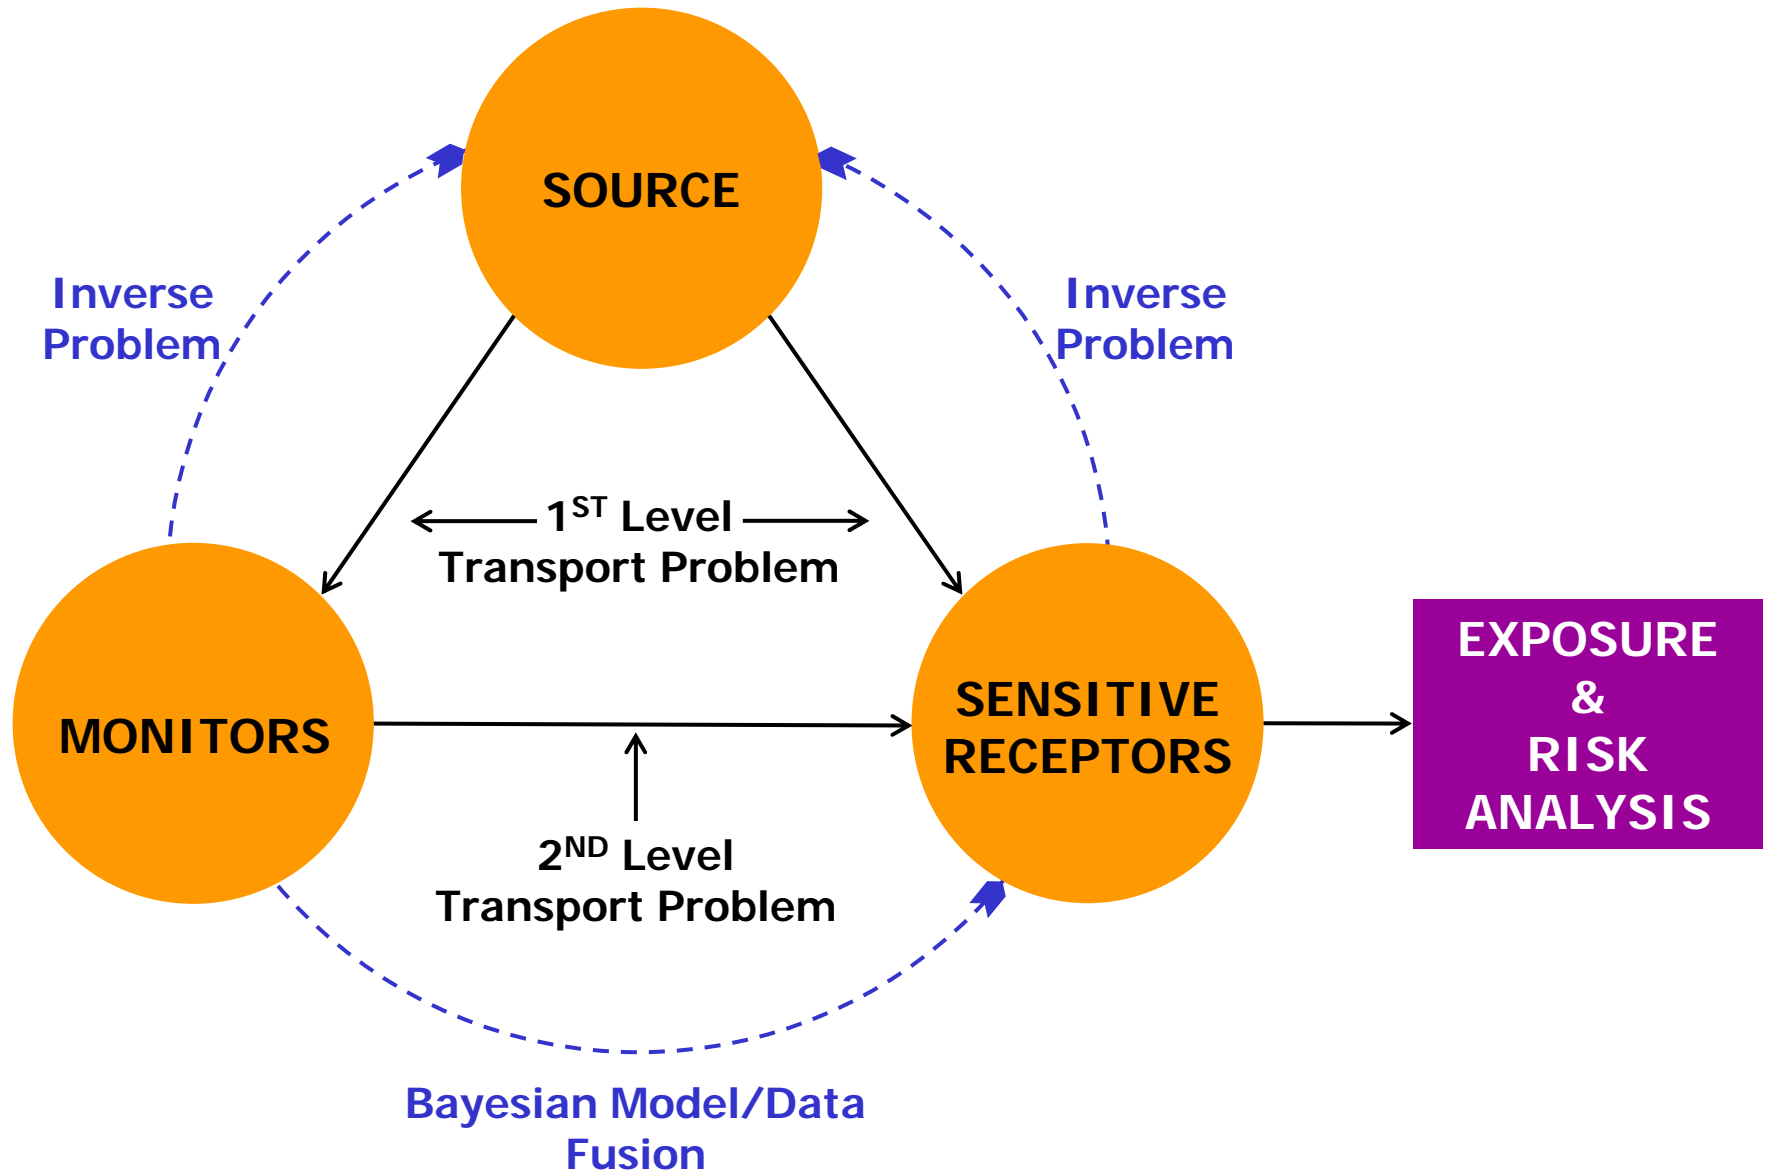 SOURCE
Inverse
Problem
Inverse
Problem
1ST Level
Transport Problem
MONITORS
SENSITIVE
RECEPTORS
EXPOSURE
&
RISK
ANALYSIS
2ND Level
Transport Problem
Bayesian Model/Data
Fusion